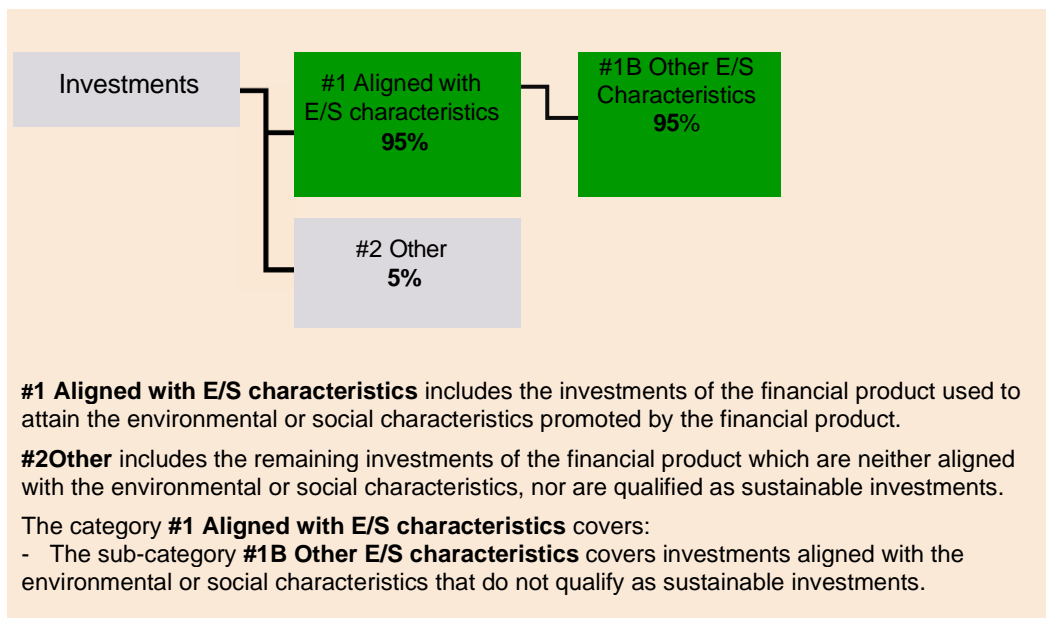 Investments
#1 Aligned with
E/S characteristics
95%
#1B Other E/S
Characteristics
95%
#2 Other
5%
#1 Aligned with E/S characteristics includes the investments of the financial product used to
attain the environmental or social characteristics promoted by the financial product.
#2Other includes the remaining investments of the financial product which are neither aligned
with the environmental or social characteristics, nor are qualified as sustainable investments.
The category #1 Aligned with E/S characteristics covers:
- The sub-category #1B Other E/S characteristics covers investments aligned with the
environmental or social characteristics that do not qualify as sustainable investments.